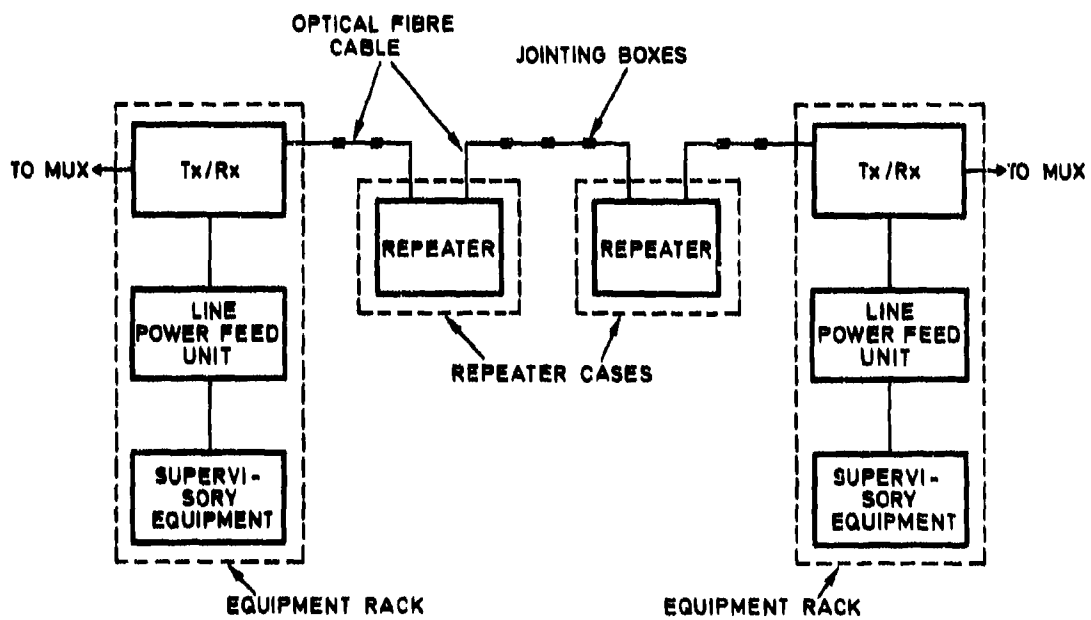 OPTICAL FIBRE
CABLE
JOINTING BOXES
TO MUX
Tx/Rx
Tx/Rx
TO MUX
REPEATER
REPEATER
LINE
POWER FEED
UNIT
LINE
POWER FEED
UNIT
REPEATER CASES
SUPERVI-
SORY
EQUIPMENT
SUPERVI-
SORY
EQUIPMENT
EQUIPMENT RACK
EQUIPMENT RACK